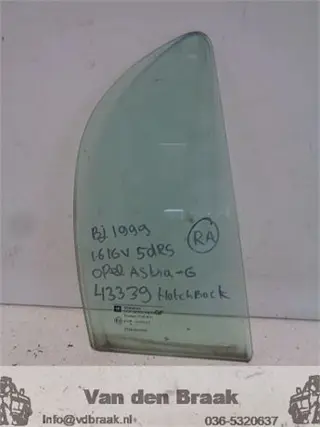 Bj 1999
RA
1.6 16V 5drs
OPEL Astra-G
43339 Hatchback
Van den Braak
Info@vdbraak.nl
036-5320637